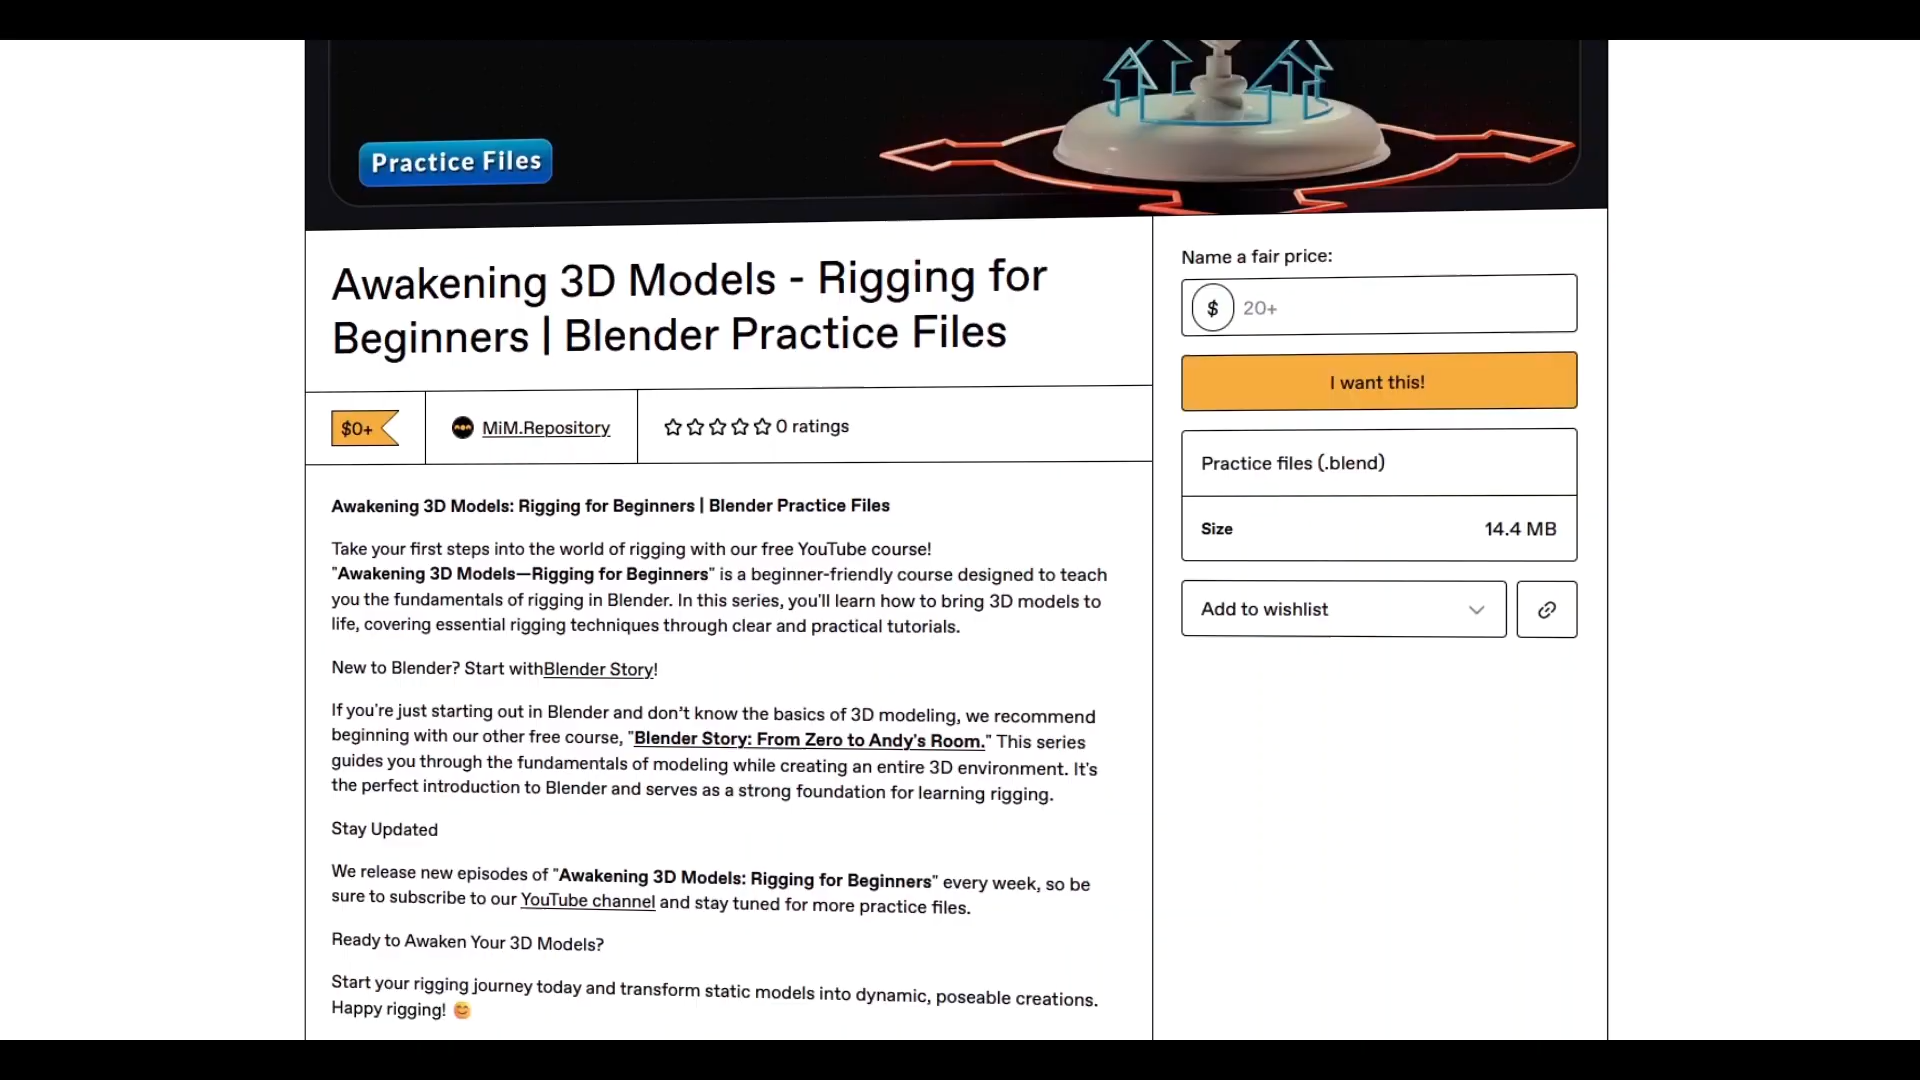 Practice Files
Awakening 3D Models - Rigging for
Beginners | Blender Practice Files
$0+
MiM.Repository
0 ratings
Awakening 3D Models: Rigging for Beginners | Blender Practice Files
Take your first steps into the world of rigging with our free YouTube course!
"Awakening 3D Models—Rigging for Beginners" is a beginner-friendly course designed to teach
you the fundamentals of rigging in Blender. In this series, you'll learn how to bring 3D models to
life, covering essential rigging techniques through clear and practical tutorials.
New to Blender? Start withBlender Story!
If you're just starting out in Blender and don’t know the basics of 3D modeling, we recommend
beginning with our other free course, "Blender Story: From Zero to Andy's Room." This series
guides you through the fundamentals of modeling while creating an entire 3D environment. It's
the perfect introduction to Blender and serves as a strong foundation for learning rigging.
Stay Updated
We release new episodes of "Awakening 3D Models: Rigging for Beginners" every week, so be
sure to subscribe to our YouTube channel and stay tuned for more practice files.
Ready to Awaken Your 3D Models?
Start your rigging journey today and transform static models into dynamic, poseable creations.
Happy rigging! 😊
Name a fair price:
$ 20+
I want this!
Practice files (.blend)
Size 14.4 MB
Add to wishlist